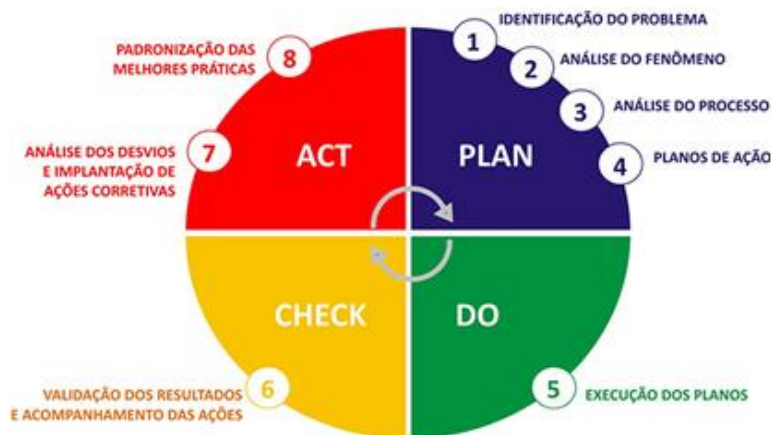 1
IDENTIFICAÇÃO DO PROBLEMA
2
ANÁLISE DO FENÔMENO
3
ANÁLISE DO PROCESSO
4
PLANOS DE AÇÃO
PLAN
DO
5
EXECUÇÃO DOS PLANOS
CHECK
6
VALIDAÇÃO DOS RESULTADOS
E ACOMPANHAMENTO DAS AÇÕES
ACT
7
ANÁLISE DOS DESVIOS
E IMPLANTAÇÃO DE
AÇÕES CORRETIVAS
8
PADRONIZAÇÃO DAS
MELHORES PRÁTICAS